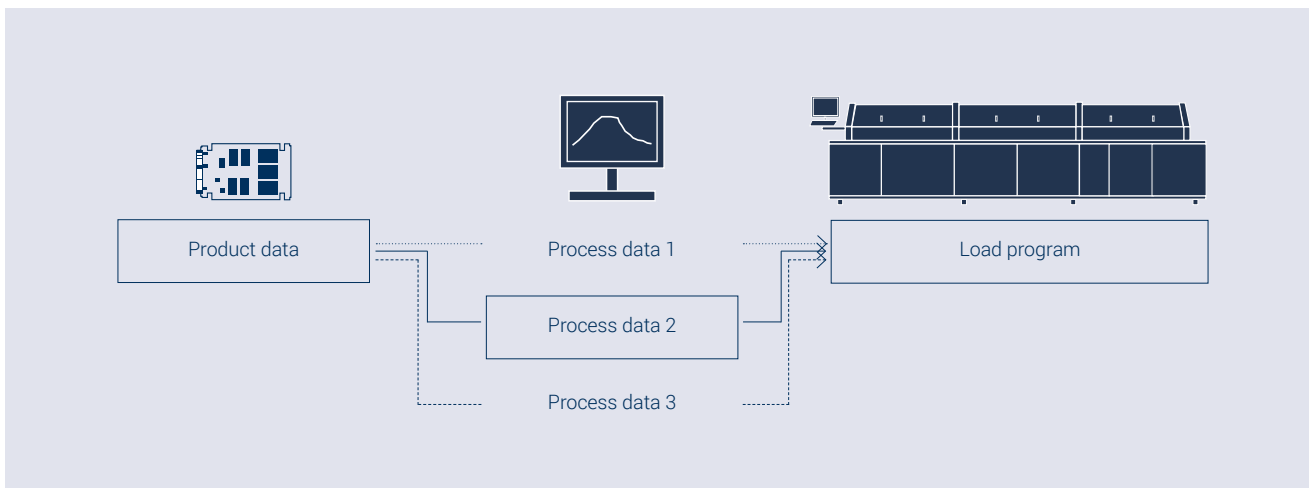 Product data
Process data 1
Load program
Process data 2
Process data 3